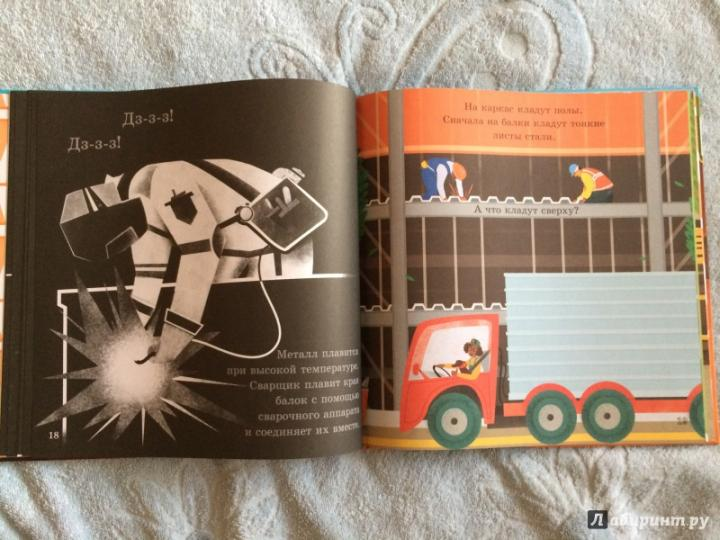 Дз-з-з!
Дз-з-з!
Металл плавится
при высокой температуре.
Сварщик плавит края
балок с помощью
сварочного аппарата
и соединяет их вместе.
18
На каркас кладут полы.
Сначала на балки кладут тонкие
листы стали.
А что кладут сверху?
19
Лабиринт.ру